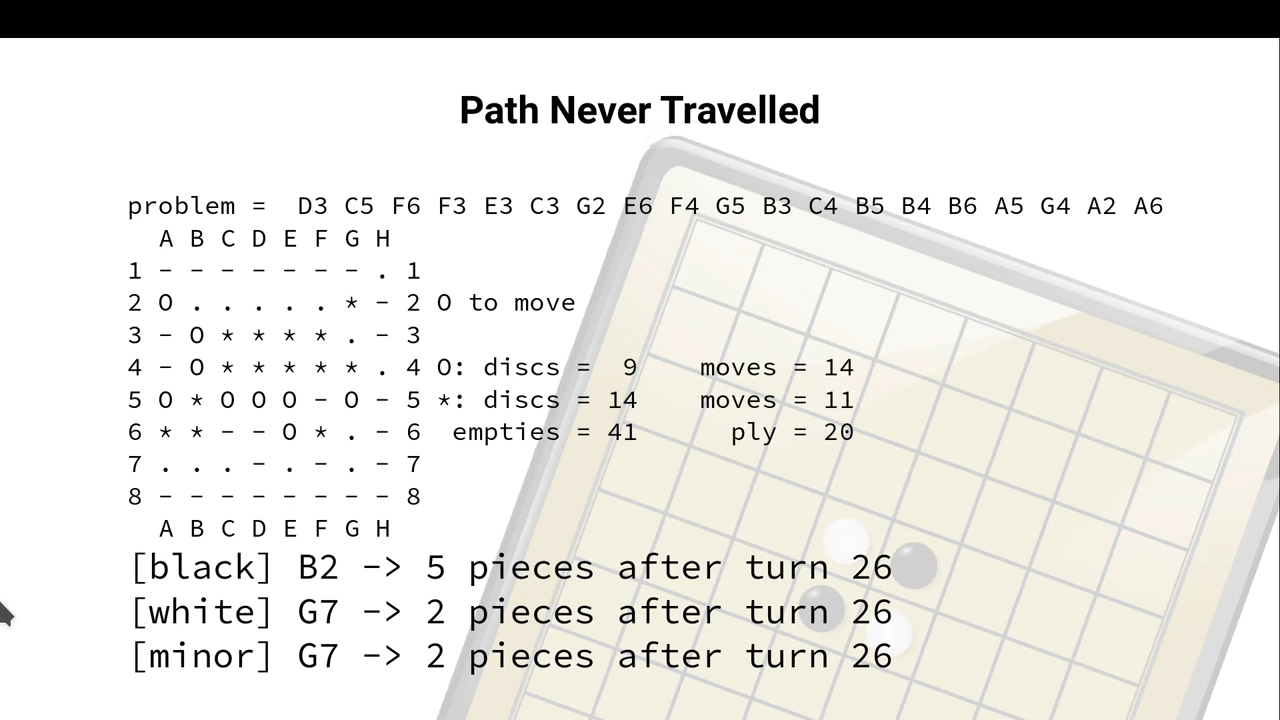 Path Never Travelled
problem =  D3 C5 F6 F3 E3 C3 G2 E6 F4 G5 B3 C4 B5 B4 B6 A5 G4 A2 A6
  A B C D E F G H
1 - - - - - - - . 1
2 O . . . . . * - 2 O to move
3 - O * * * * . - 3
4 - O * * * * * . 4 O: discs =  9    moves = 14
5 O * O O O - O - 5 *: discs = 14    moves = 11
6 * * - - O * . - 6  empties = 41      ply = 20
7 . . . - . - . - 7
8 - - - - - - - - 8
  A B C D E F G H
[black] B2 -> 5 pieces after turn 26
[white] G7 -> 2 pieces after turn 26
[minor] G7 -> 2 pieces after turn 26